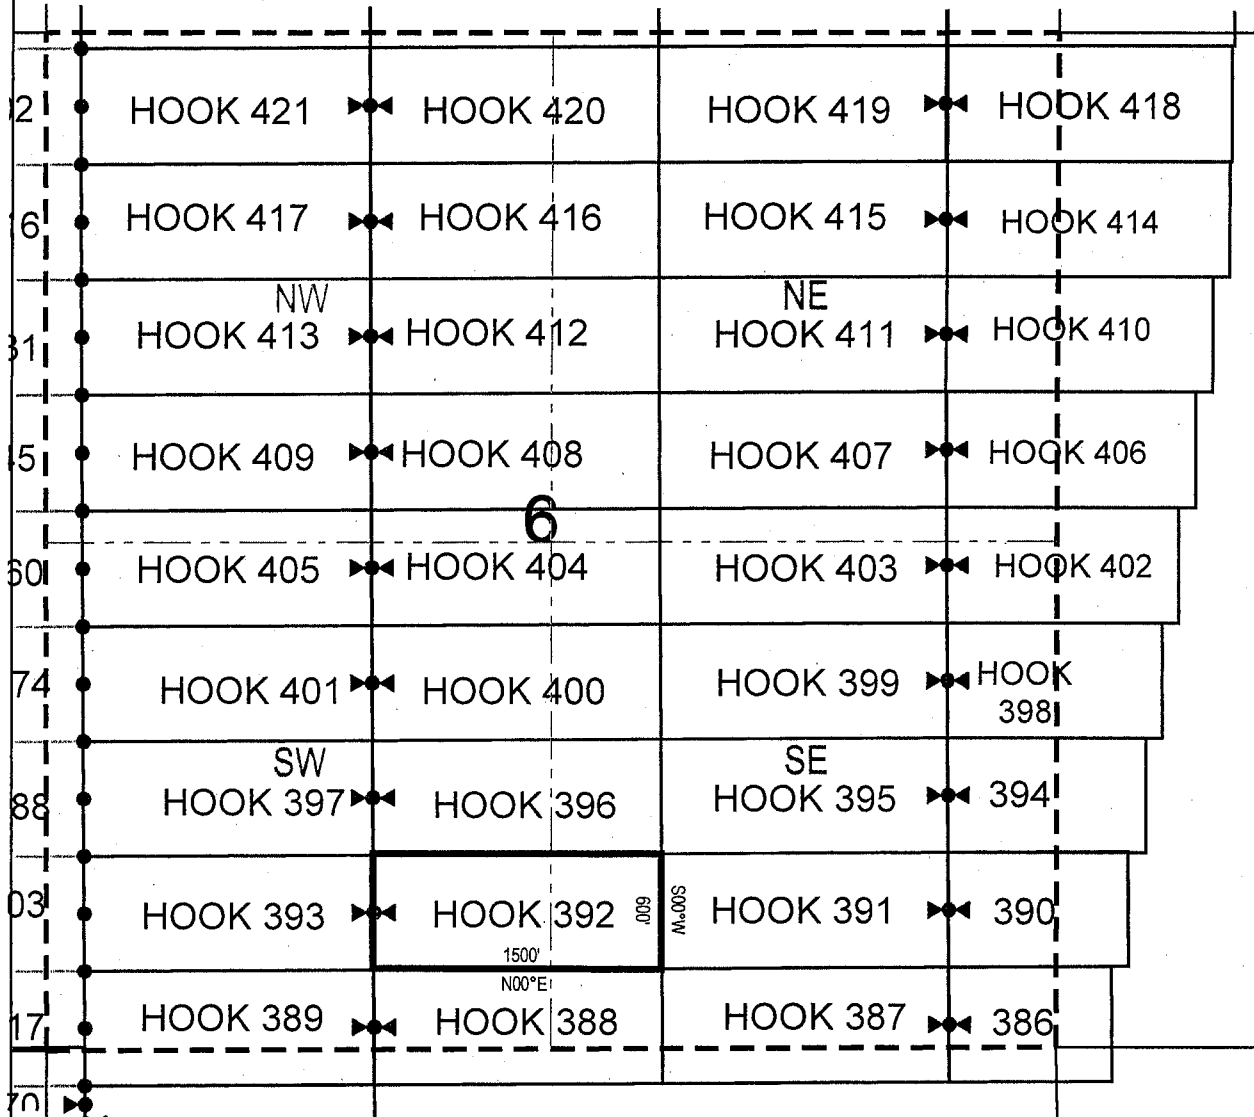 HOOK 421 HOOK 420 HOOK 419 HOOK 418
HOOK 417 HOOK 416 HOOK 415 HOOK 414
NW NE
HOOK 413 HOOK 412 HOOK 411 HOOK 410
HOOK 409 HOOK 408 HOOK 407 HOOK 406
6
HOOK 405 HOOK 404 HOOK 403 HOOK 402
74 HOOK 401 HOOK 400 HOOK 399 HOOK
398
SW SE
88 HOOK 397 HOOK 396 HOOK 395 394
03 HOOK 393 HOOK 392 600' S00°W HOOK 391 390
1500'
N00°E
17 HOOK 389 HOOK 388 HOOK 387 386